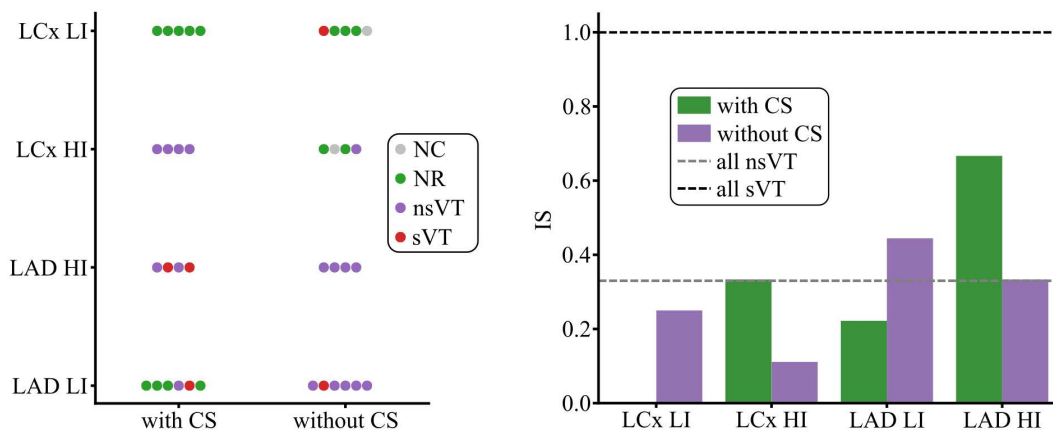 LCx LI
LCx HI
LAD HI
LAD LI
with CS
without CS
NC
NR
nsVT
sVT
IS
1.0
0.8
0.6
0.4
0.2
0.0
with CS
without CS
all nsVT
all sVT
LCx LI
LCx HI
LAD LI
LAD HI